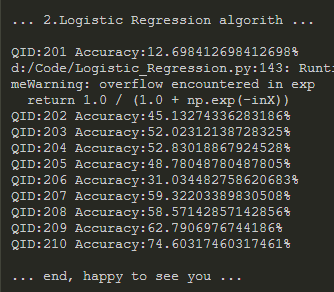 ... 2.Logistic Regression algorith ...
QID:201 Accuracy:12.698412698412698%
d:/Code/Logistic_Regression.py:143: Runti
meWarning: overflow encountered in exp
return 1.0 / (1.0 + np.exp(-inX))
QID:202 Accuracy:45.13274336283186%
QID:203 Accuracy:52.02312138728325%
QID:204 Accuracy:52.83018867924528%
QID:205 Accuracy:48.78048780487805%
QID:206 Accuracy:31.034482758620683%
QID:207 Accuracy:59.32203389830508%
QID:208 Accuracy:58.57142857142856%
QID:209 Accuracy:62.7906976744186%
QID:210 Accuracy:74.60317460317461%
... end, happy to see you ...